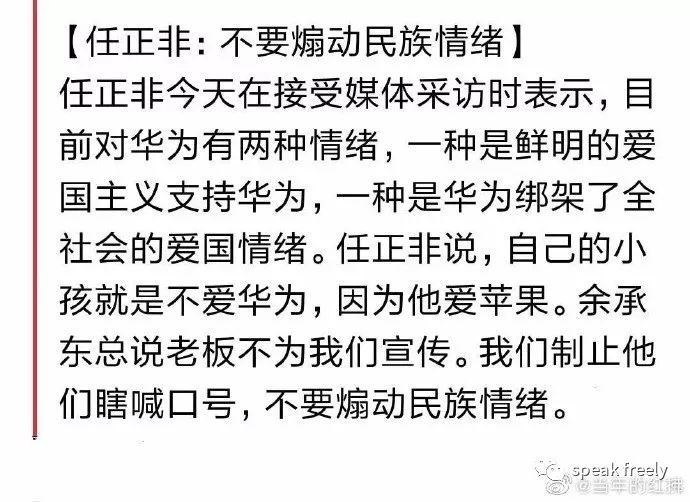 【任正非：不要煽动民族情绪】
任正非今天在接受媒体采访时表示，目
前对华为有两种情绪，一种是鲜明的爱
国主义支持华为，一种是华为绑架了全
社会的爱国情绪。任正非说，自己的小
孩就是不爱华为，因为他爱苹果。余承
东总说老板不为我们宣传。我们制止他
们瞎喊口号，不要煽动民族情绪。
speak freely
@当年的红拂